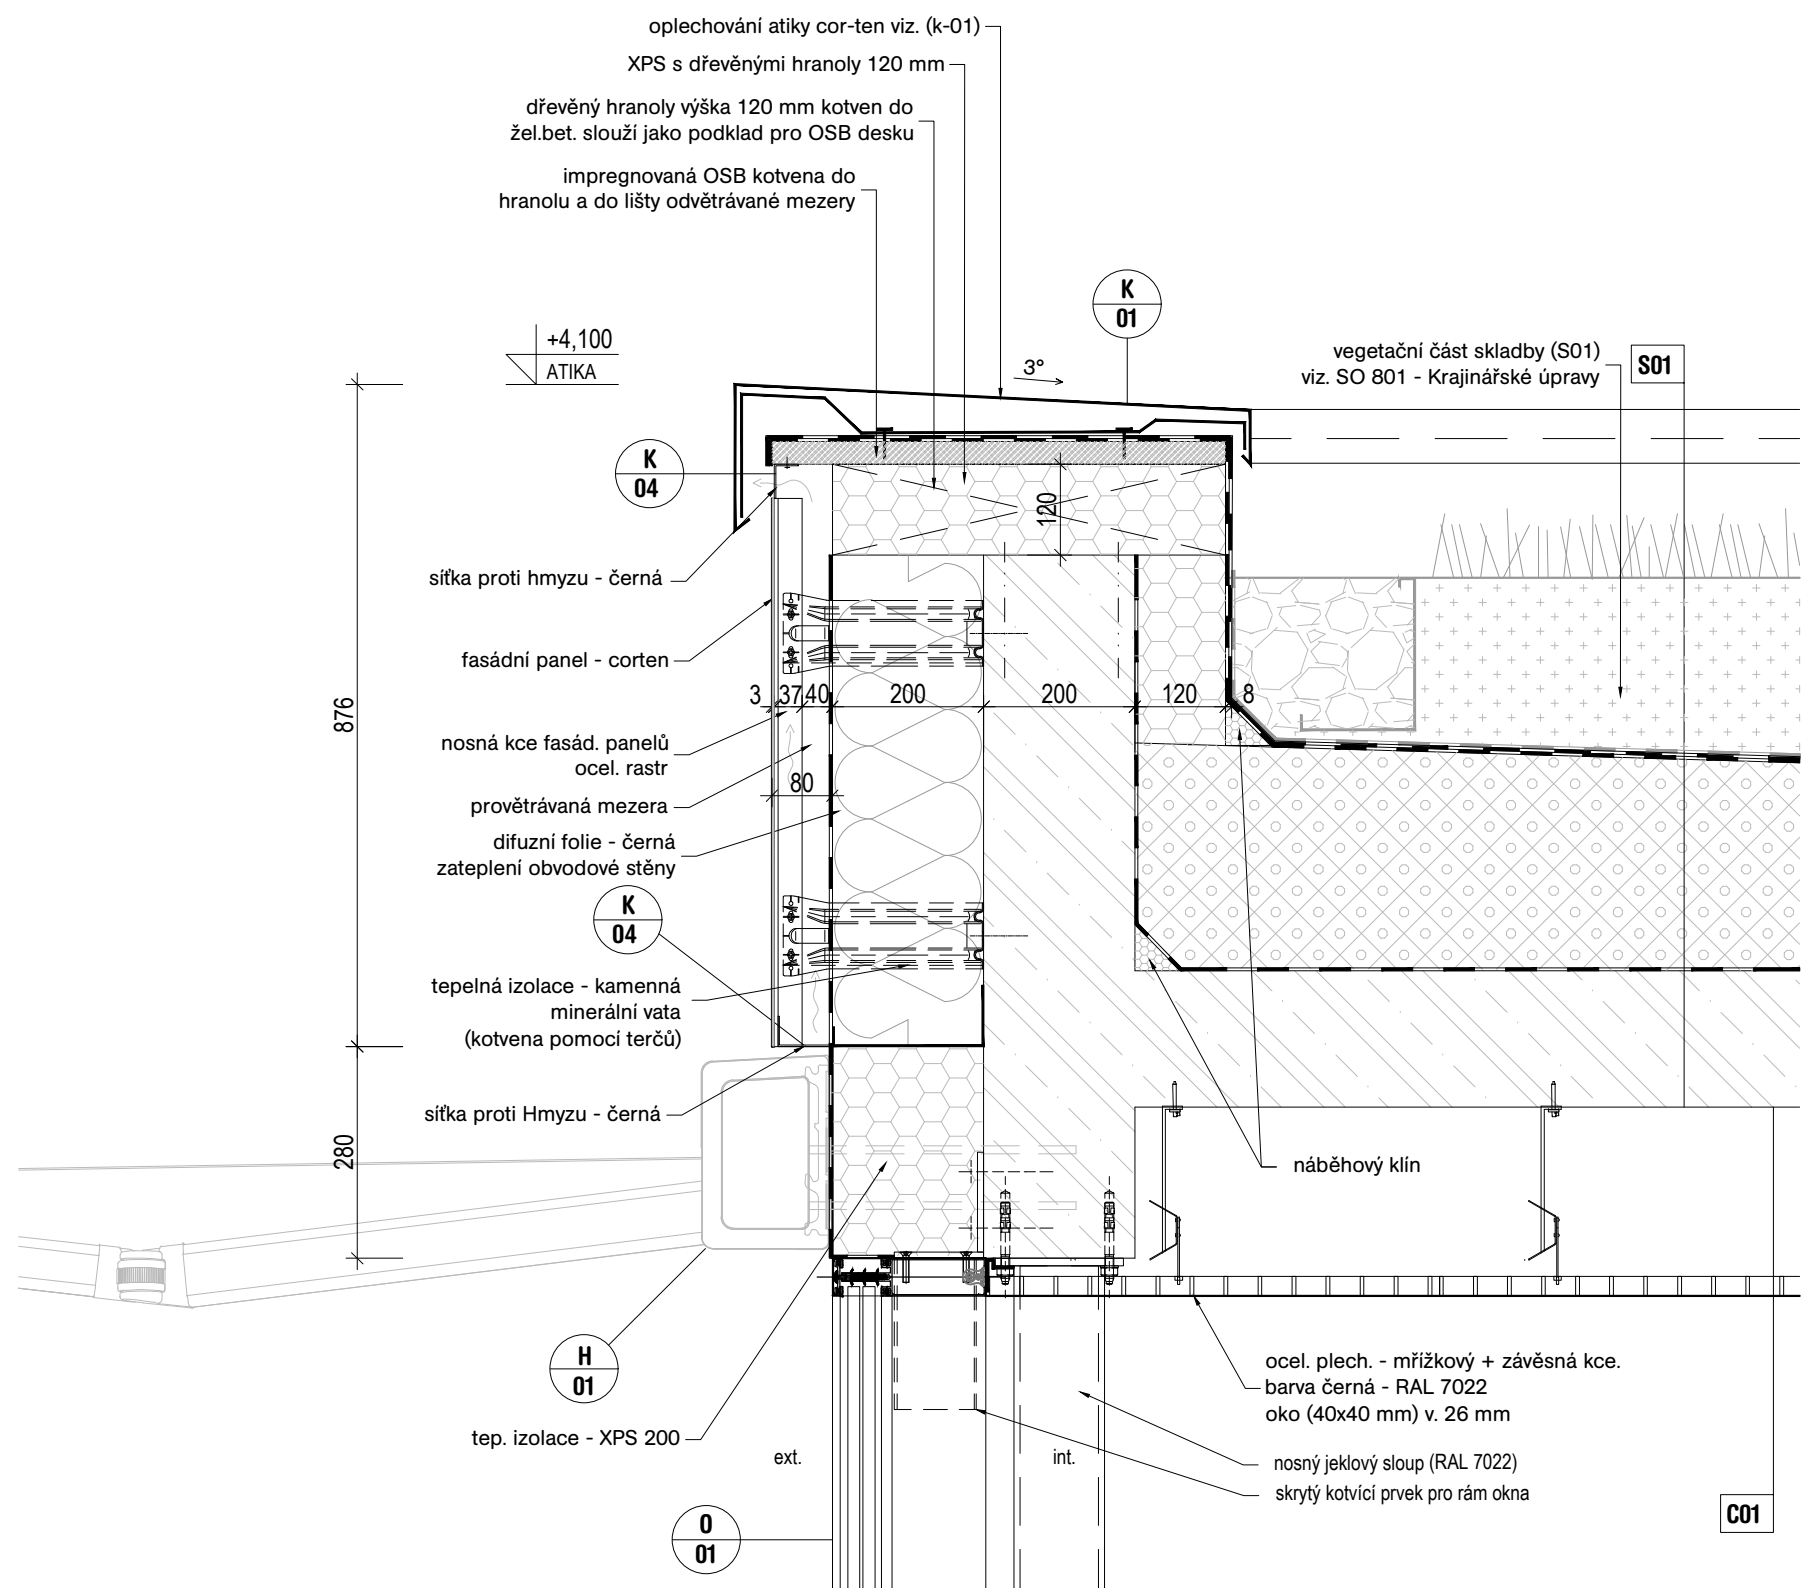 oplechování atiky cor-ten viz. (k-01)
XPS s dřevěnými hranoly 120 mm
dřevěný hranoly výška 120 mm kotven do
žel.bet. slouží jako podklad pro OSB desku
impregnovaná OSB kotvena do
hranolu a do lišty odvětrávané mezery
K
01
+4,100
ATIKA
3°
vegetační část skladby (S01)
viz. SO 801 - Krajinářské úpravy
S01
K
04
120
síťka proti hmyzu - černá
fasádní panel - corten
3 37 40 200 200 120 8
876
nosná kce fasád. panelů
ocel. rastr
80
provětrávaná mezera
difuzní folie - černá
zateplení obvodové stěny
K
04
tepelná izolace - kamenná
minerální vata
(kotvena pomocí terčů)
síťka proti Hmyzu - černá
280
náběhový klín
H
01
ocel. plech. - mřížkový + závěsná kce.
barva černá - RAL 7022
oko (40x40 mm) v. 26 mm
tep. izolace - XPS 200
ext.
int.
nosný jeklový sloup (RAL 7022)
skrytý kotvící prvek pro rám okna
C01
O
01